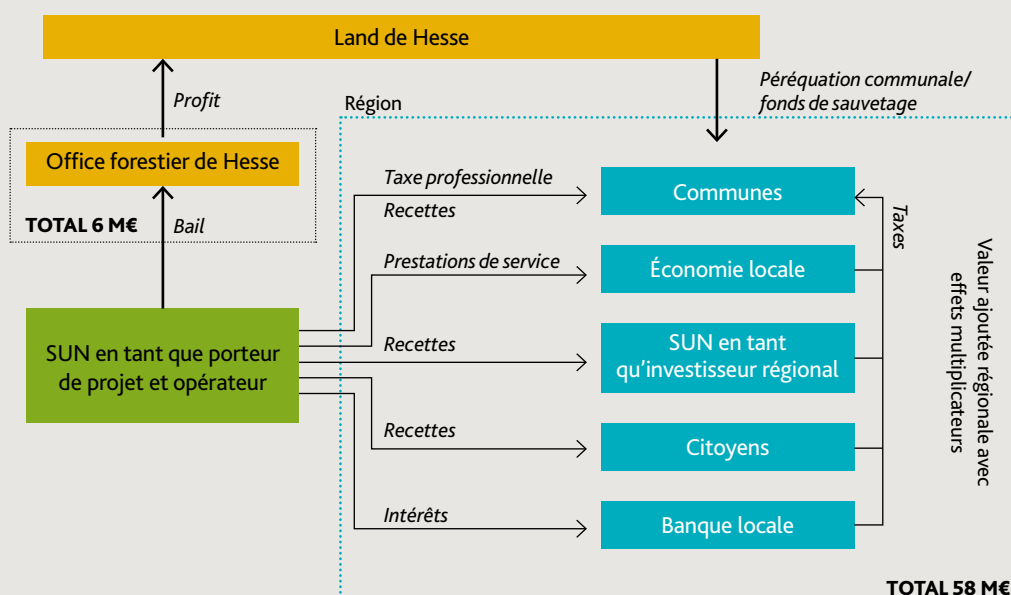 Land de Hesse
Profit
Péréquation communale/
fonds de sauvetage
Région
Office forestier de Hesse
TOTAL 6 M€
Bail
Taxe professionnelle
Recettes
Communes
Taxes
Prestations de service
Économie locale
SUN en tant que porteur
de projet et opérateur
Recettes
SUN en tant
qu’investisseur régional
Recettes
Citoyens
Intérêts
Banque locale
Valeur ajoutée régionale avec
effets multiplicateurs
TOTAL 58 M€